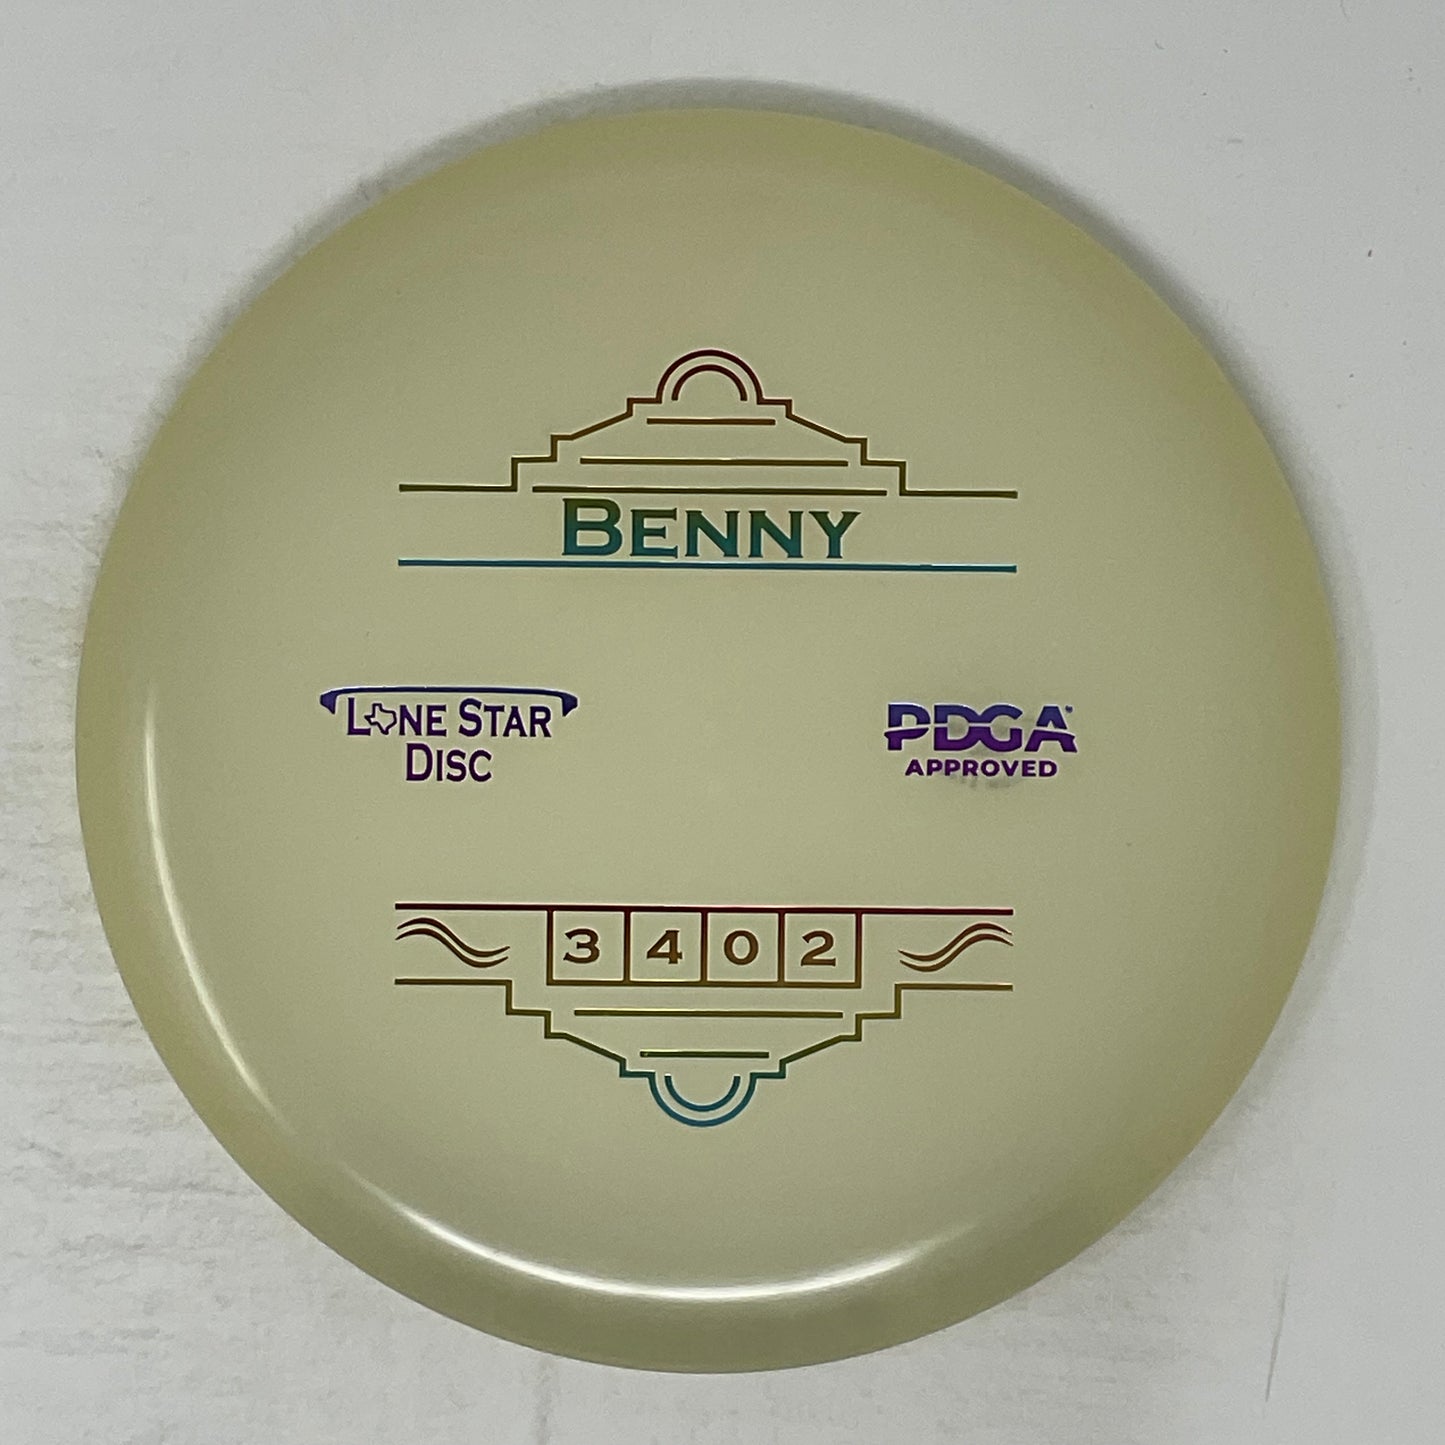 BENNY
LONE STAR
DISC
PDGA
APPROVED
3 4 0 2